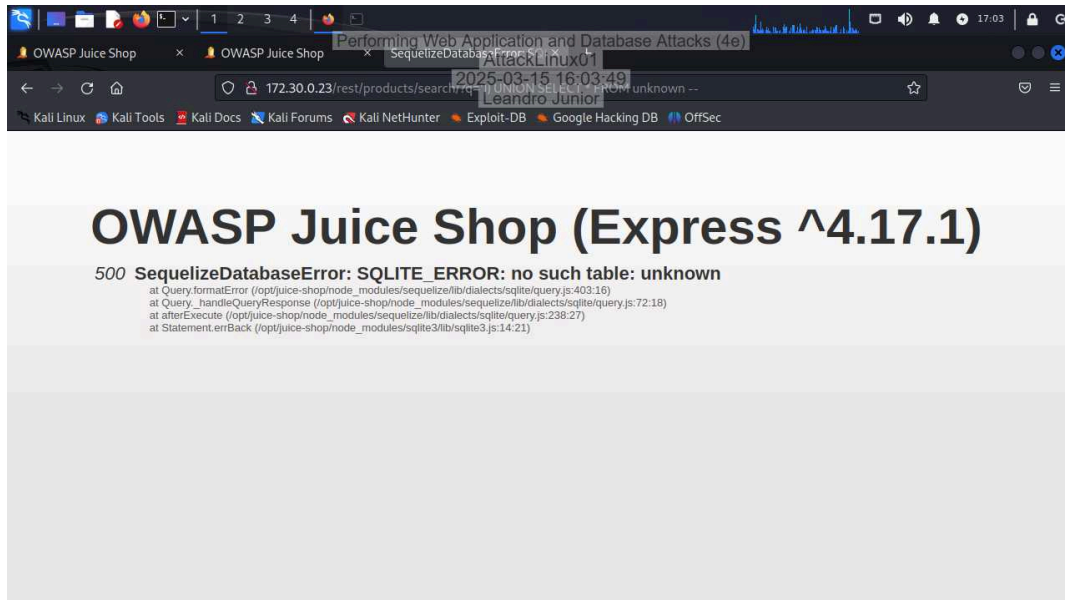 1 2 3 4 17:03
Performing Web Application and Database Attacks (4e)
OWASP Juice Shop × OWASP Juice Shop × SequelizeDatabaseError: ×
AttackLinux01
2025-03-15 16:03:49
172.30.0.23/rest/products/search UNION SELECT * FROM unknown --
Leandro Junior
Kali Linux Kali Tools Kali Docs Kali Forums Kali NetHunter Exploit-DB Google Hacking DB OffSec
OWASP Juice Shop (Express ^4.17.1)
500 SequelizeDatabaseError: SQLITE_ERROR: no such table: unknown
at Query.formatError (/opt/juice-shop/node_modules/sequelize/lib/dialects/sqlite/query.js:403:16)
at Query._handleQueryResponse (/opt/juice-shop/node_modules/sequelize/lib/dialects/sqlite/query.js:72:18)
at afterExecute (/opt/juice-shop/node_modules/sequelize/lib/dialects/sqlite/query.js:238:27)
at Statement.errBack (/opt/juice-shop/node_modules/sqlite3/lib/sqlite3.js:14:21)